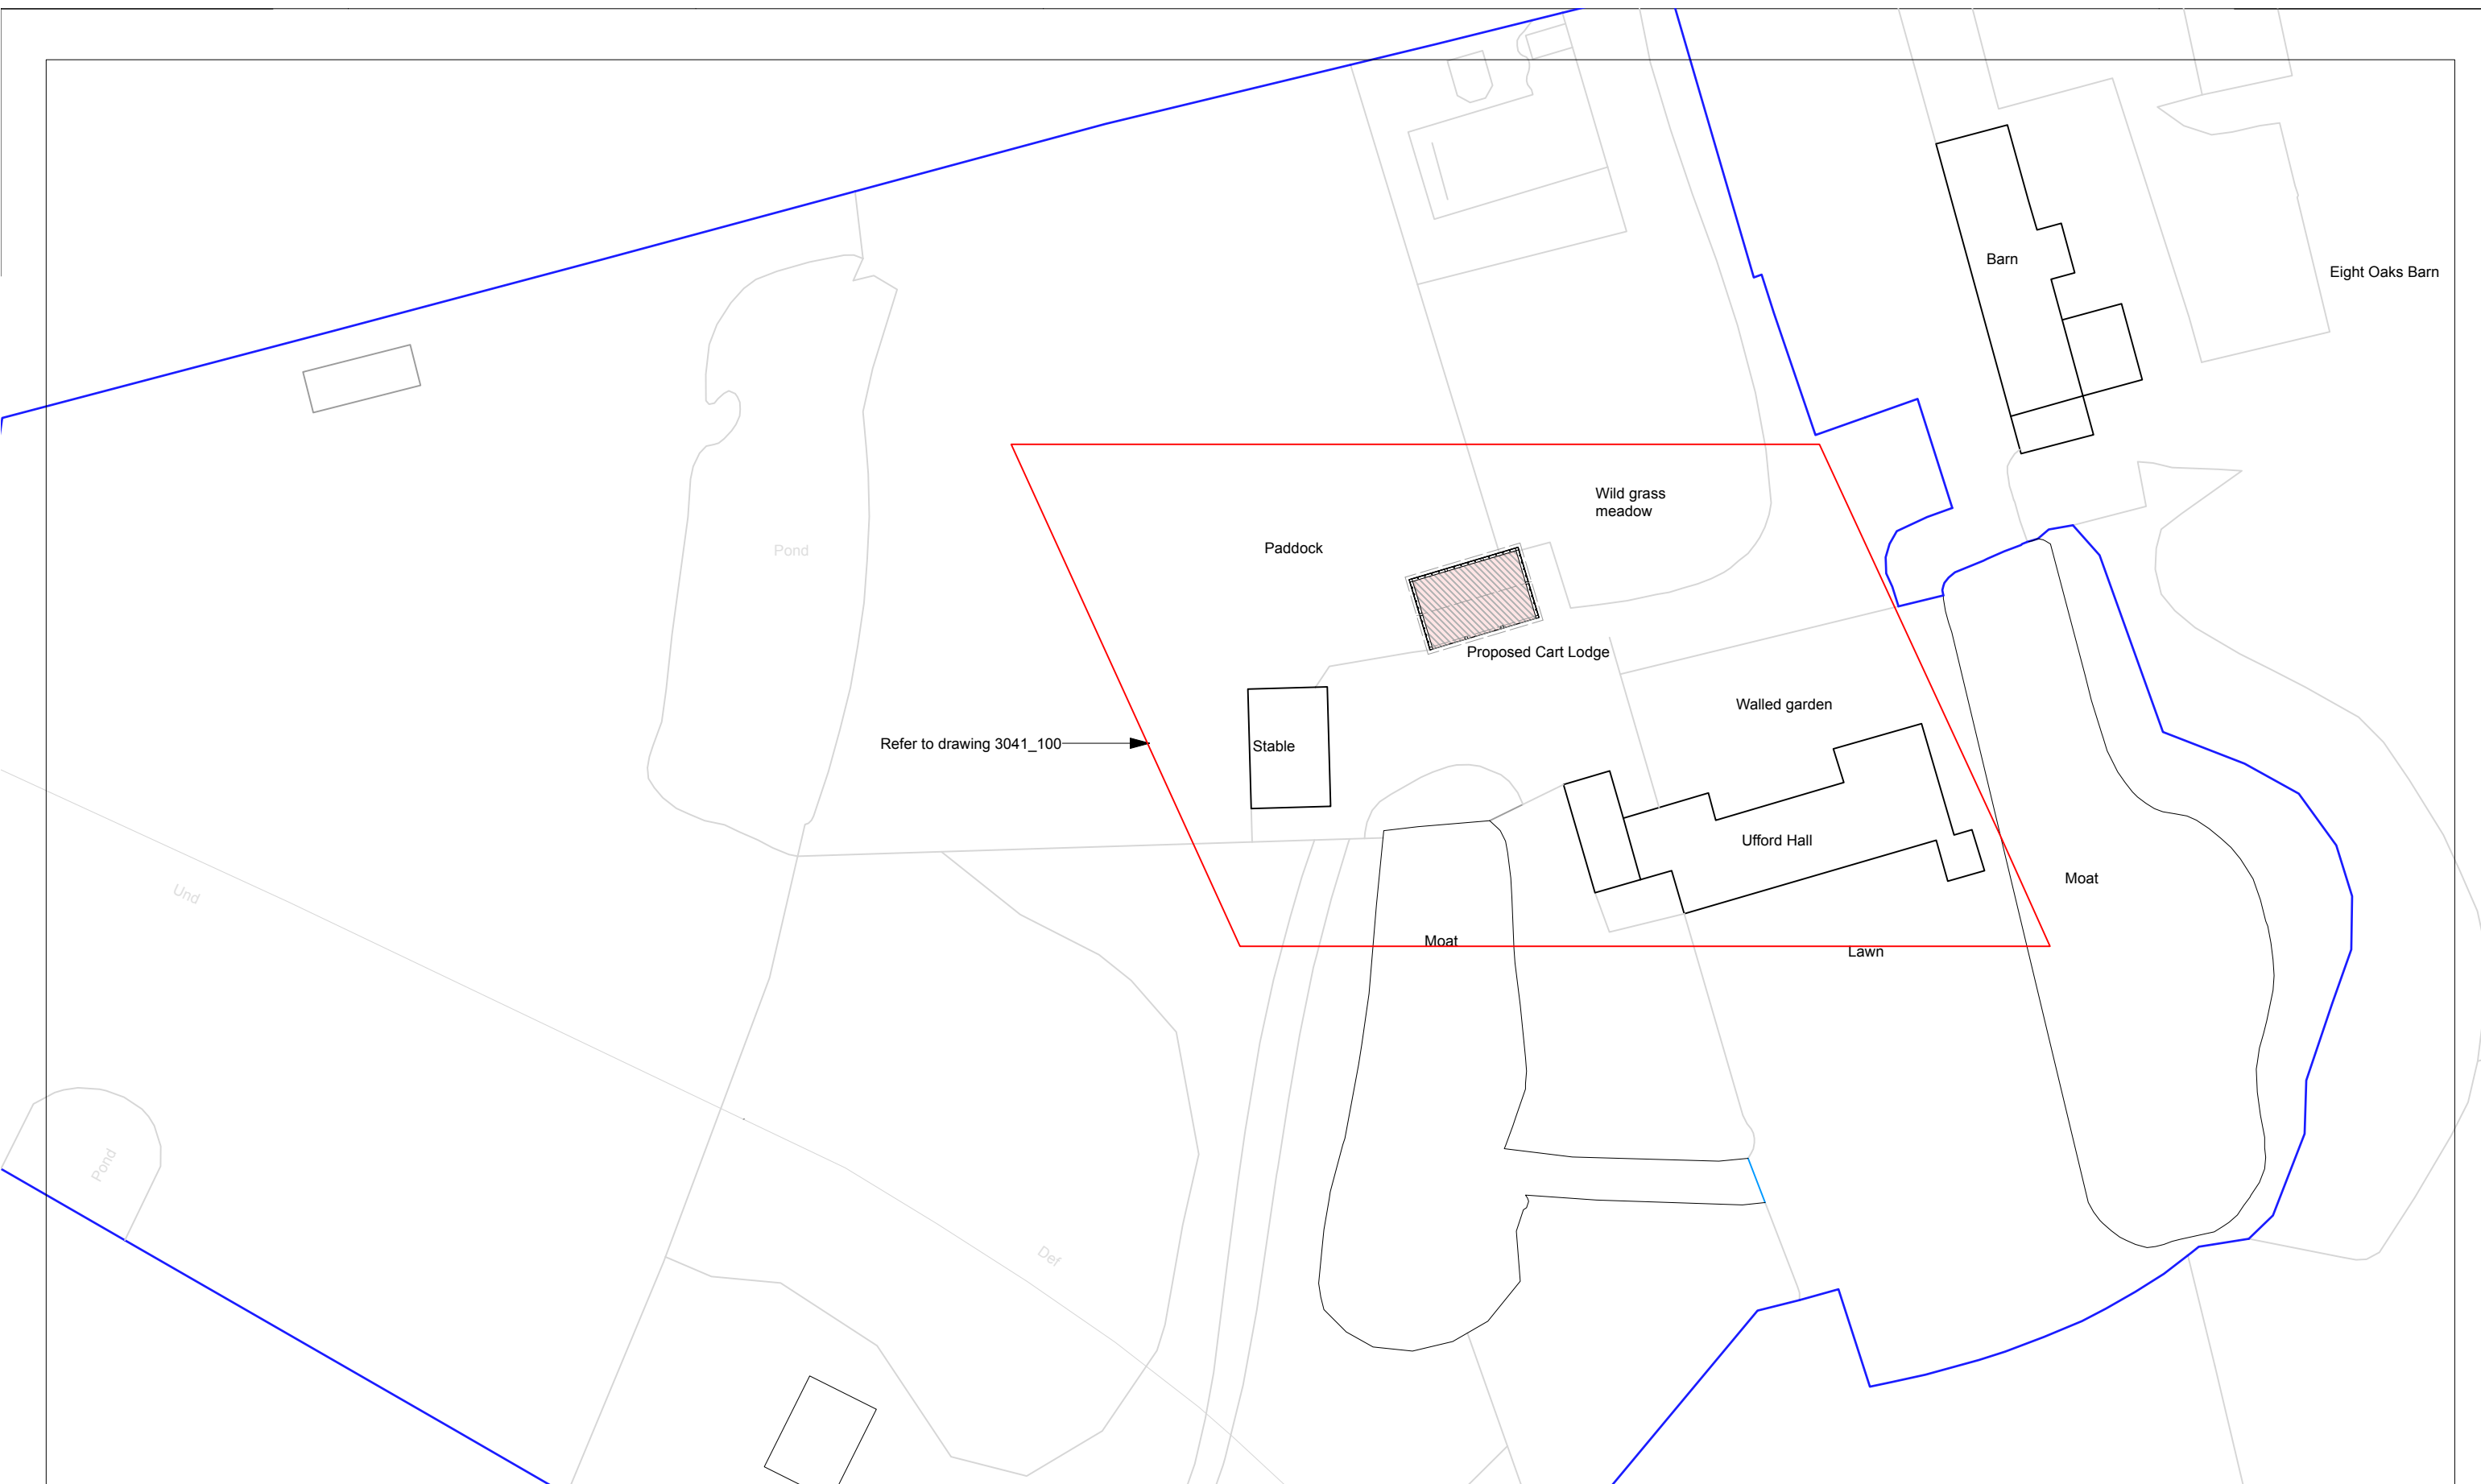 Barn
Eight Oaks Barn
Wild grass
meadow
Paddock
Pond
Proposed Cart Lodge
Walled garden
Refer to drawing 3041_100
Stable
Ufford Hall
Moat
Und
Moat
Lawn
Pond
Def